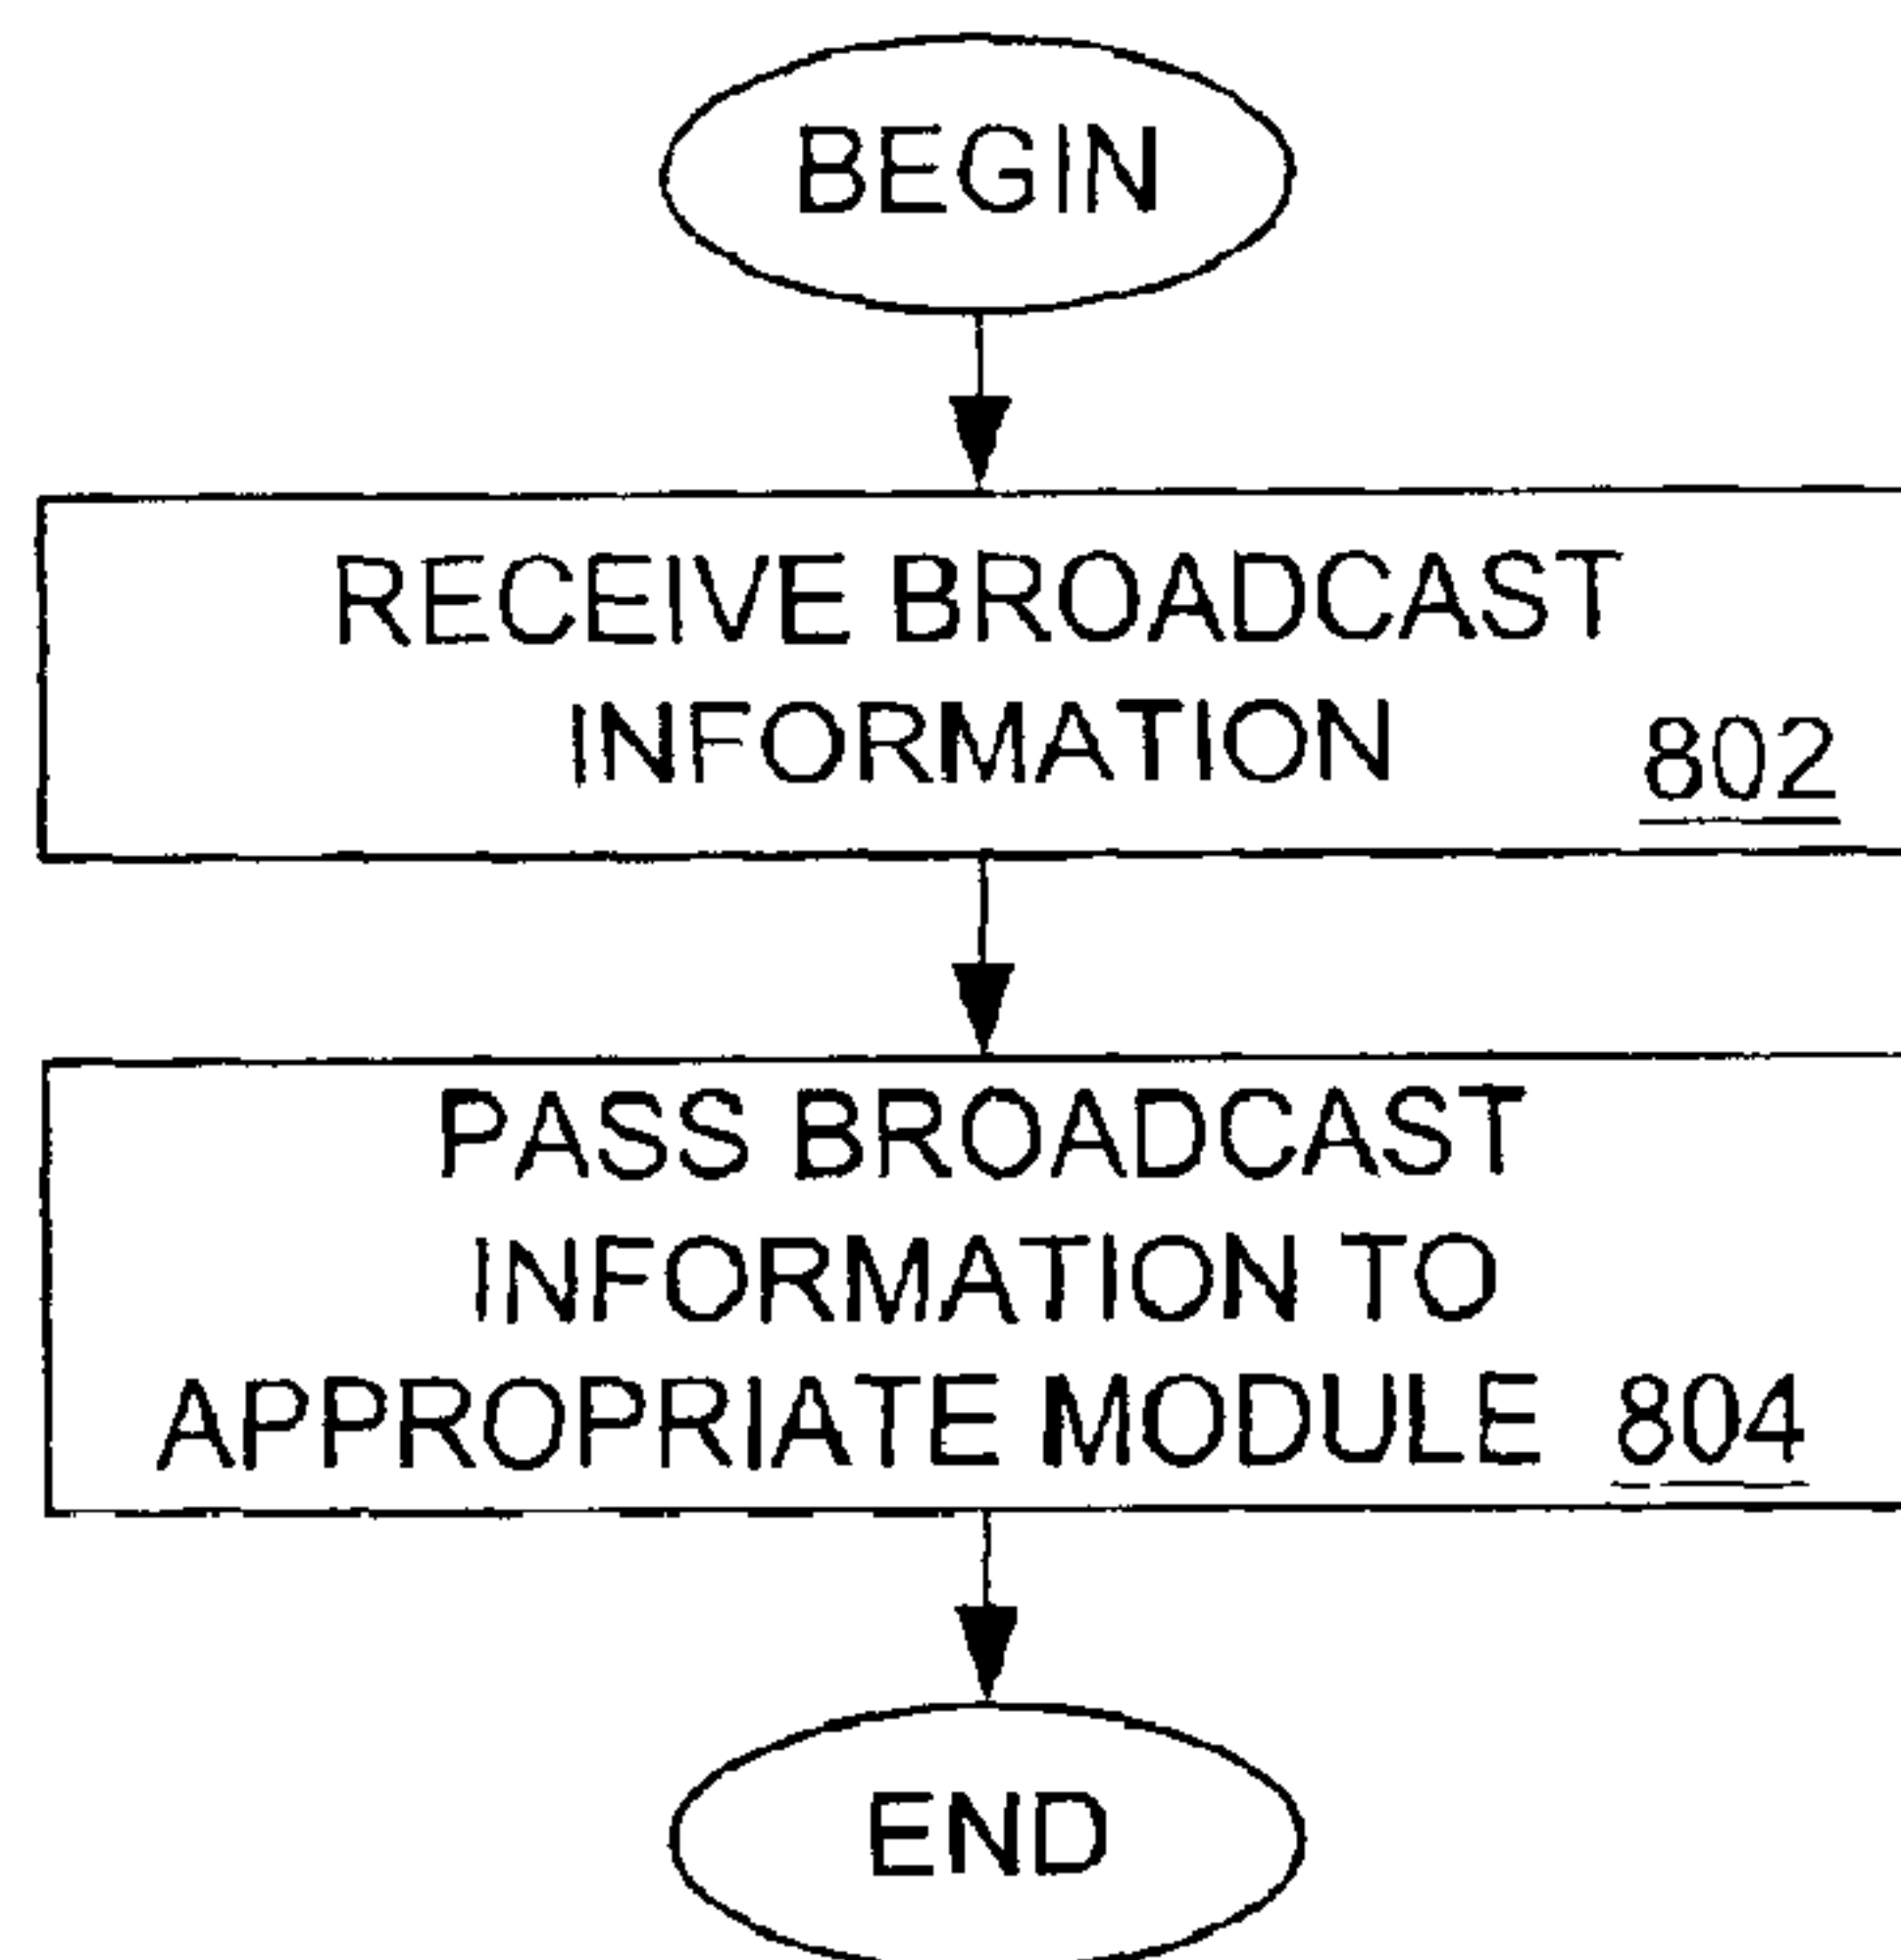 BEGIN
RECEIVE BROADCAST
INFORMATION 802
PASS BROADCAST
INFORMATION TO
APPROPRIATE MODULE 804
END